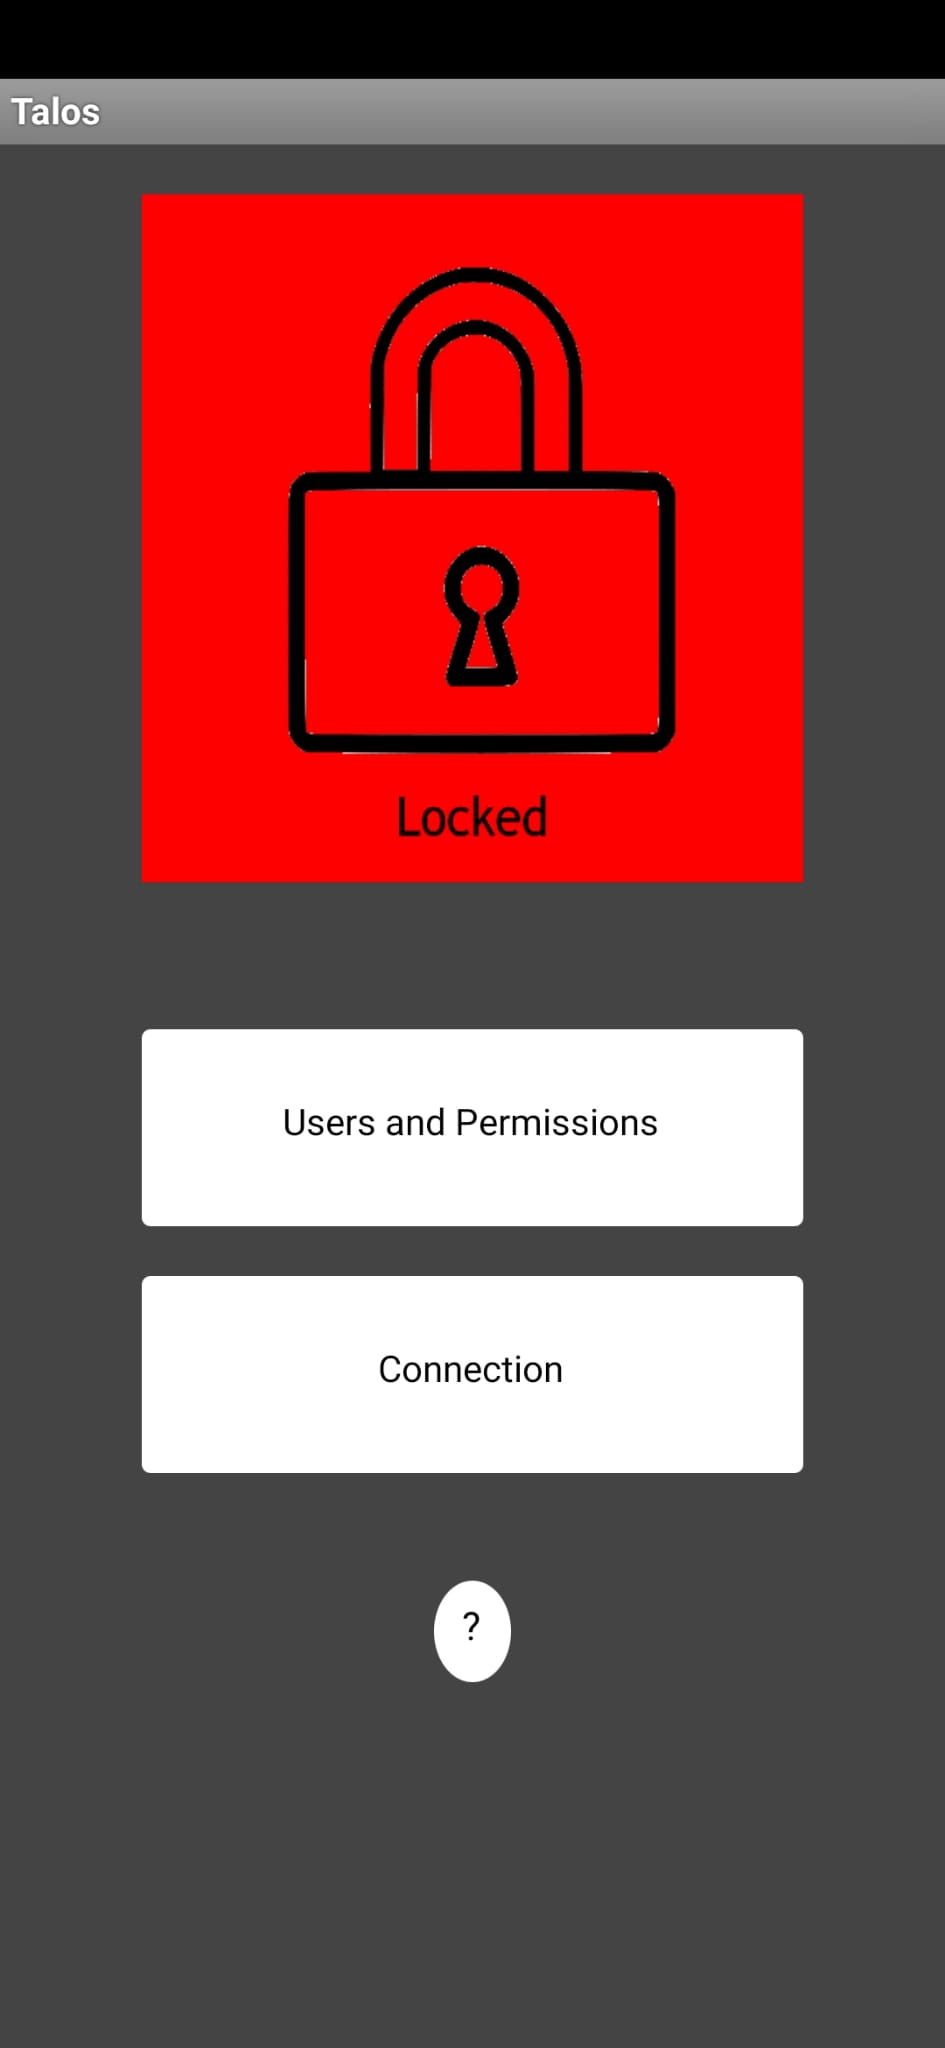 Talos
Locked
Users and Permissions
Connection
?